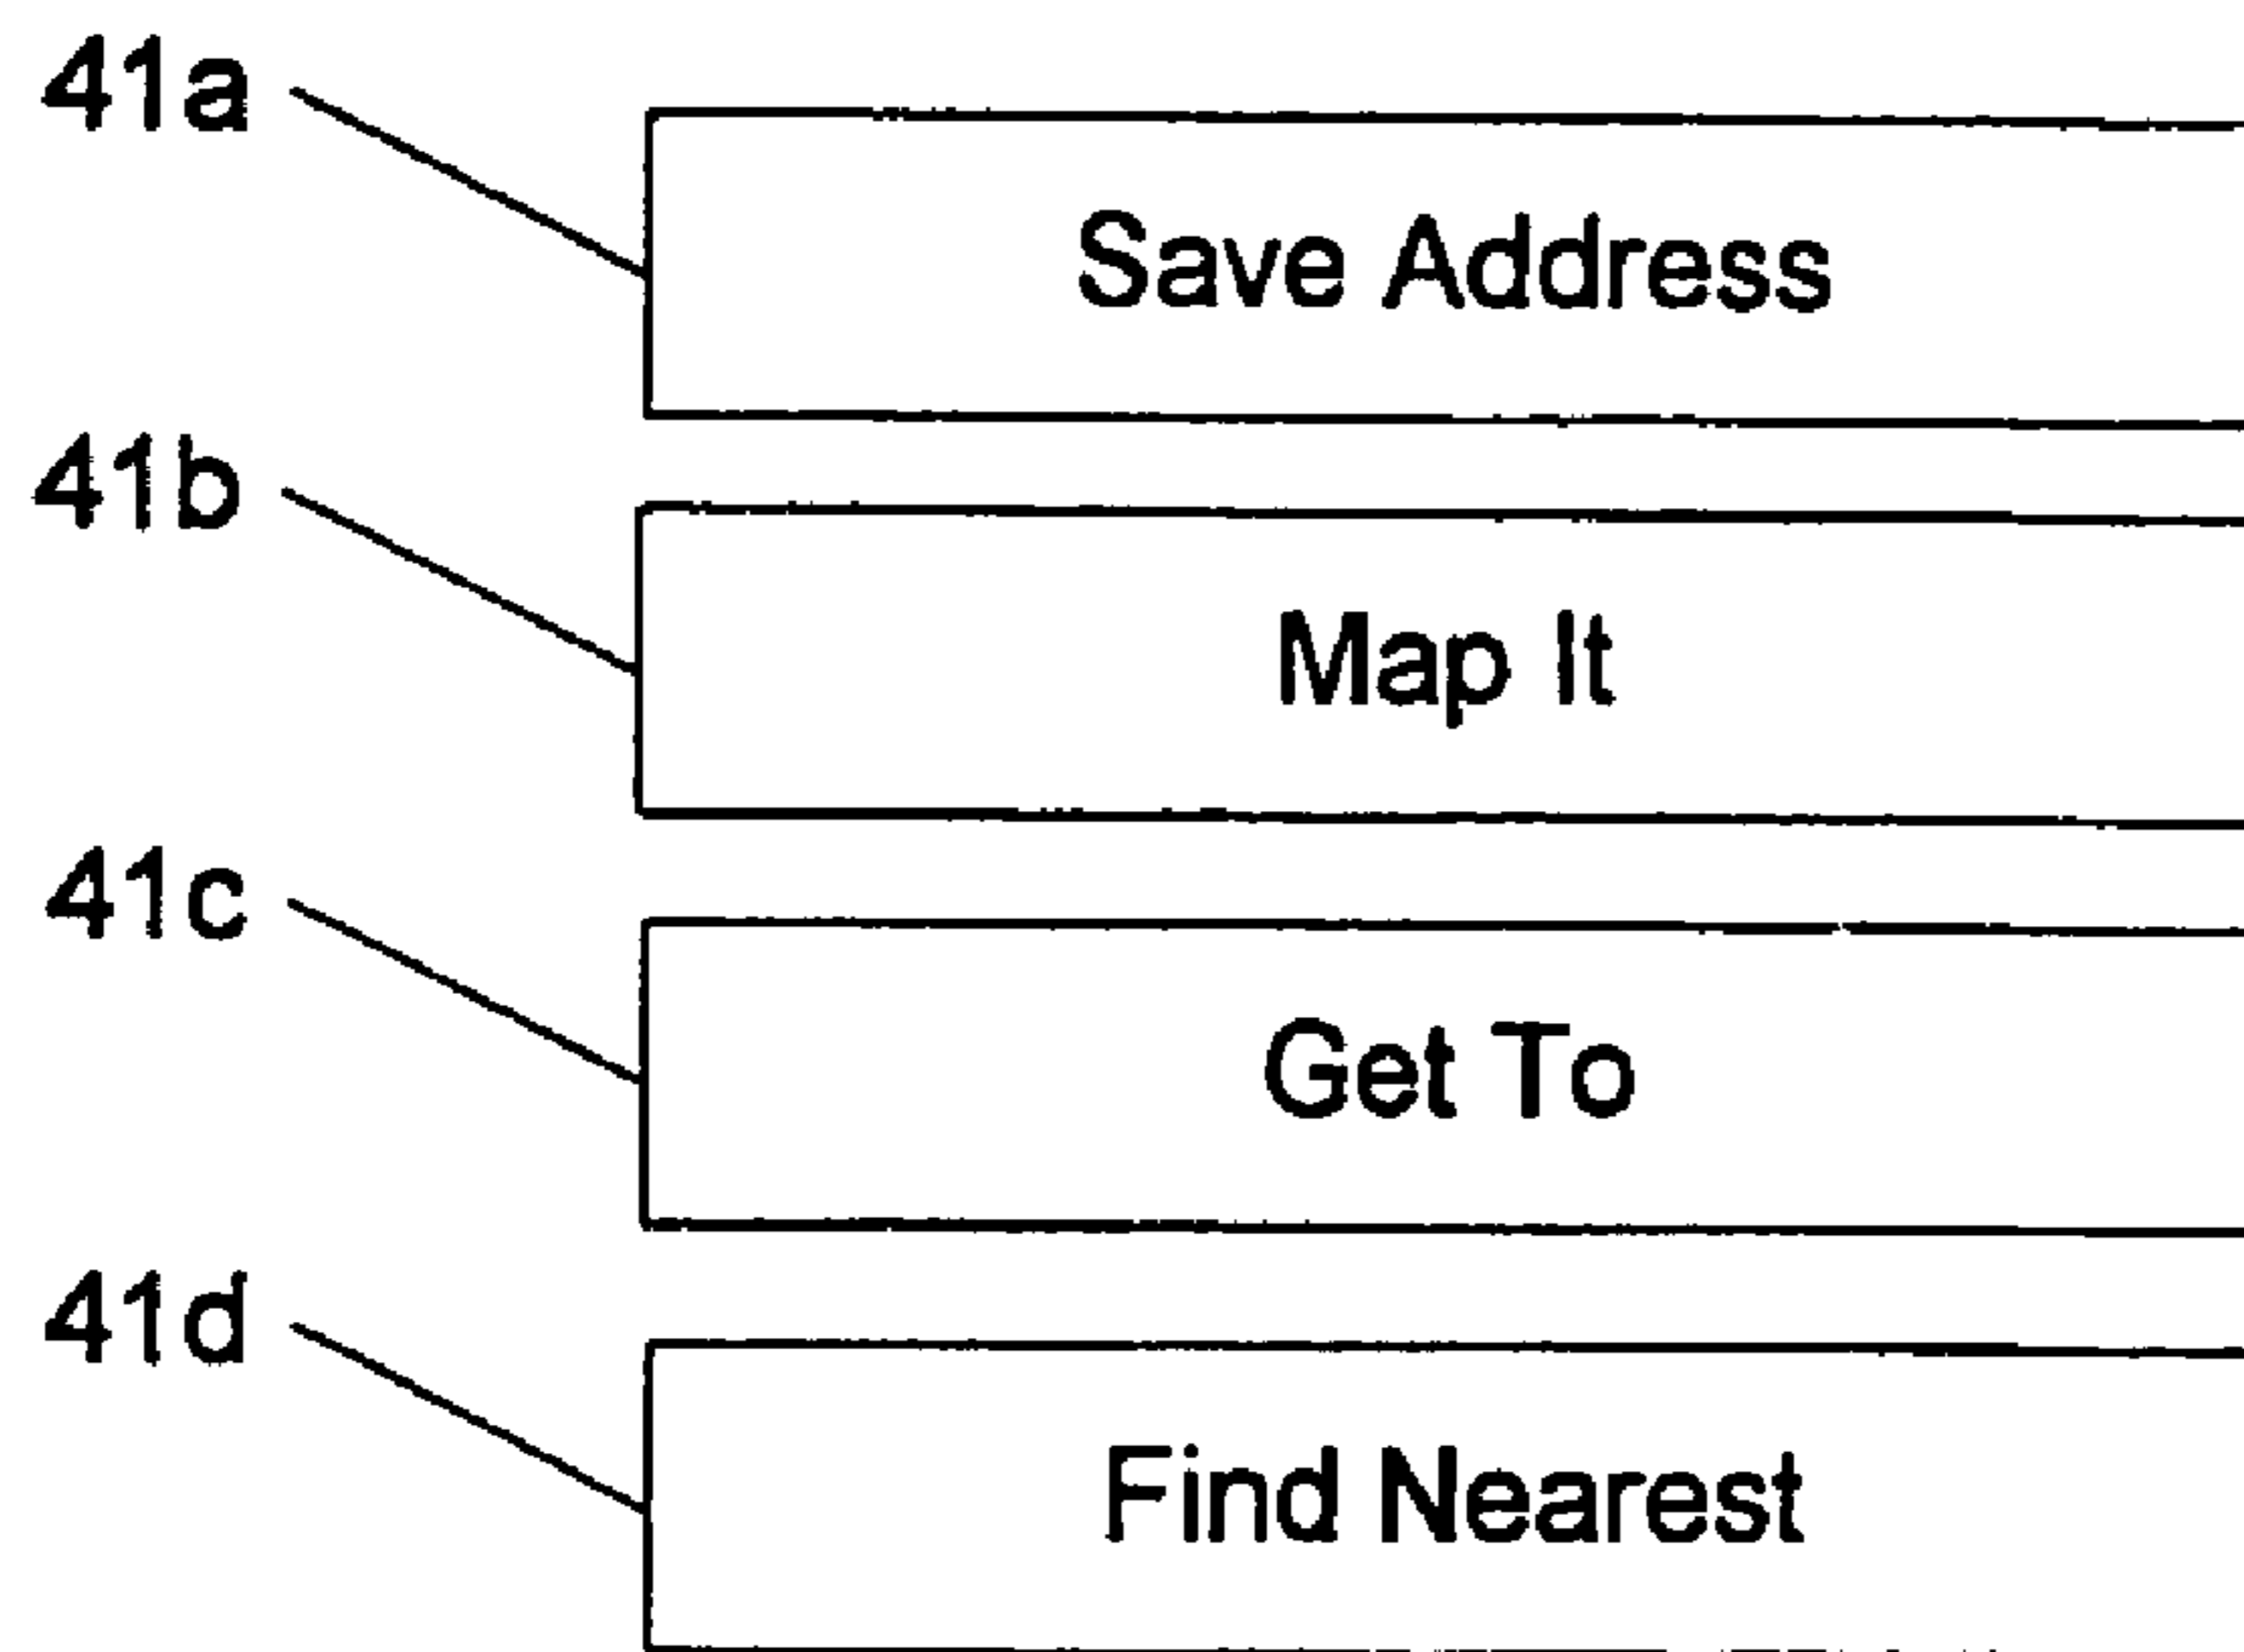 41a
Save Address
41b
Map It
41c
Get To
41d
Find Nearest